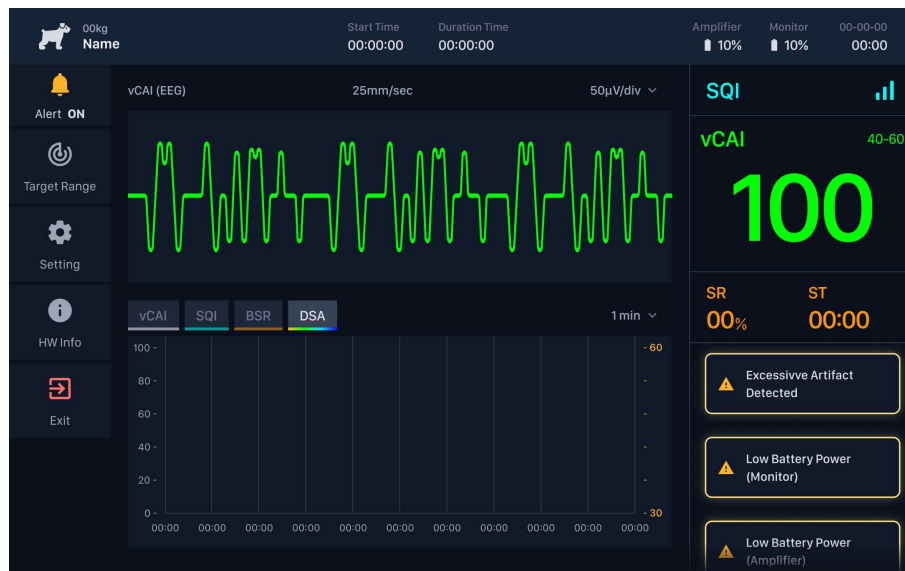 00kg
Name
Start Time
00:00:00
Duration Time
00:00:00
Amplifier
10%
Monitor
10%
00-00-00
00:00
Alert ON
Target Range
Setting
HW Info
Exit
vCAI (EEG)
25mm/sec
50μV/div
vCAI
SQI
BSR
DSA
1 min
100 -
80 -
60 -
40 -
20 -
0 -
- 60
-
-
-
-
- 30
00:00 00:00 00:00 00:00 00:00 00:00 00:00 00:00 00:00 00:00 00:00
SQI
vCAI
40-60
100
SR
00%
ST
00:00
Excessivve Artifact
Detected
Low Battery Power
(Monitor)
Low Battery Power
(Amplifier)